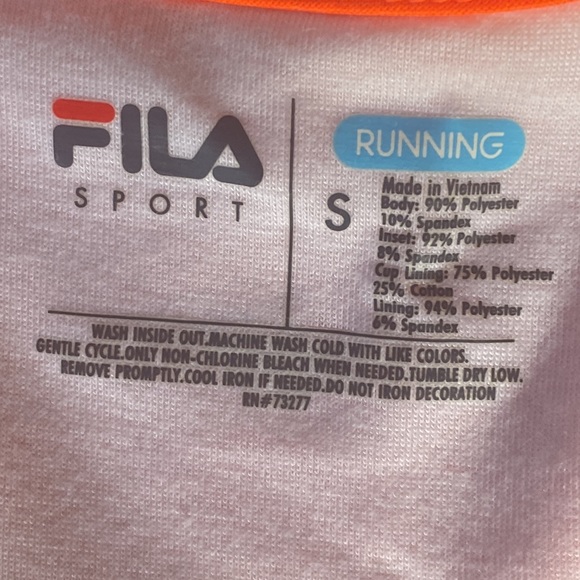 FILA
SPORT
S
RUNNING
Made in Vietnam
Body: 90% Polyester
10% Spandex
Inset: 92% Polyester
8% Spandex
Cup Lining: 75% Polyester
25% Cotton
Lining: 94% Polyester
6% Spandex
WASH INSIDE OUT.MACHINE WASH COLD WITH LIKE COLORS.
GENTLE CYCLE.ONLY NON-CHLORINE BLEACH WHEN NEEDED.TUMBLE DRY LOW.
REMOVE PROMPTLY.COOL IRON IF NEEDED.DO NOT IRON DECORATION
RN#73277